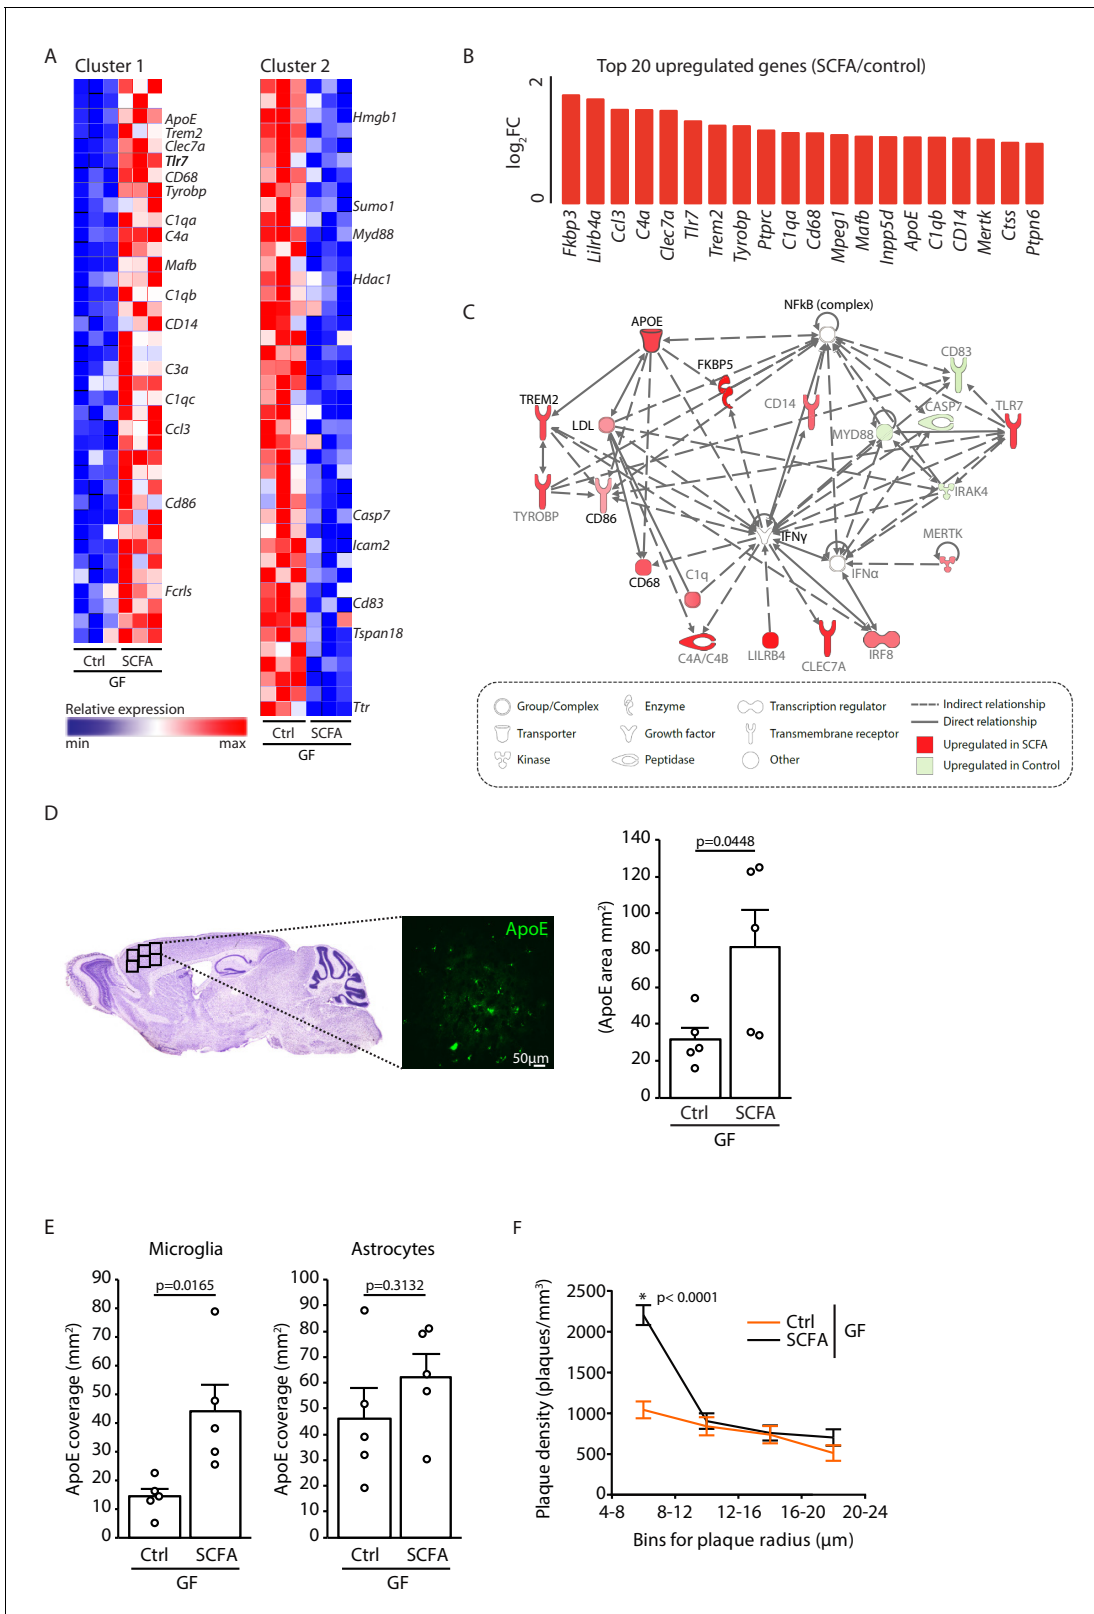 A
Cluster 1
Cluster 2
ApoE
Trem2
Clec7a
Tlr7
CD68
Tyrobp
C1qa
C4a
Mafb
C1qb
CD14
C3a
C1qc
Ccl3
Cd86
Fcrls
Ctrl
SCFA
GF
Relative expression
min
max
Hmgb1
Sumo1
Myd88
Hdac1
Casp7
Icam2
Cd83
Tspan18
Ttr
Ctrl
SCFA
GF
B
Top 20 upregulated genes (SCFA/control)
log2FC
2
0
Fkbp3
Lilrb4a
Ccl3
C4a
Clec7a
Tlr7
Trem2
Tyrobp
Ptprc
C1qa
Cd68
Mpeg1
Mafb
Inpp5d
ApoE
C1qb
CD14
Mertk
Ctss
Ptpn6
C
NFkB (complex)
APOE
FKBP5
CD83
TREM2
CD14
CASP7
TLR7
LDL
MYD88
TYROBP
CD86
IRAK4
IFNγ
MERTK
CD68
C1q
IFNα
C4A/C4B
LILRB4
CLEC7A
IRF8
Group/Complex
Enzyme
Transcription regulator
Indirect relationship
Transporter
Growth factor
Transmembrane receptor
Direct relationship
Upregulated in SCFA
Kinase
Peptidase
Other
Upregulated in Control
D
ApoE
50µm
p=0.0448
(ApoE area mm²)
140
120
100
80
60
40
20
0
Ctrl
SCFA
GF
E
Microglia
p=0.0165
ApoE coverage (mm²)
90
80
70
60
50
40
30
20
10
0
Ctrl
SCFA
GF
Astrocytes
p=0.3132
ApoE coverage (mm²)
100
90
80
70
60
50
40
30
20
10
0
Ctrl
SCFA
GF
F
Plaque density (plaques/mm³)
2500
2000
1500
1000
500
* p< 0.0001
Ctrl
SCFA
GF
4-8
8-12
12-16
16-20
20-24
Bins for plaque radius (µm)